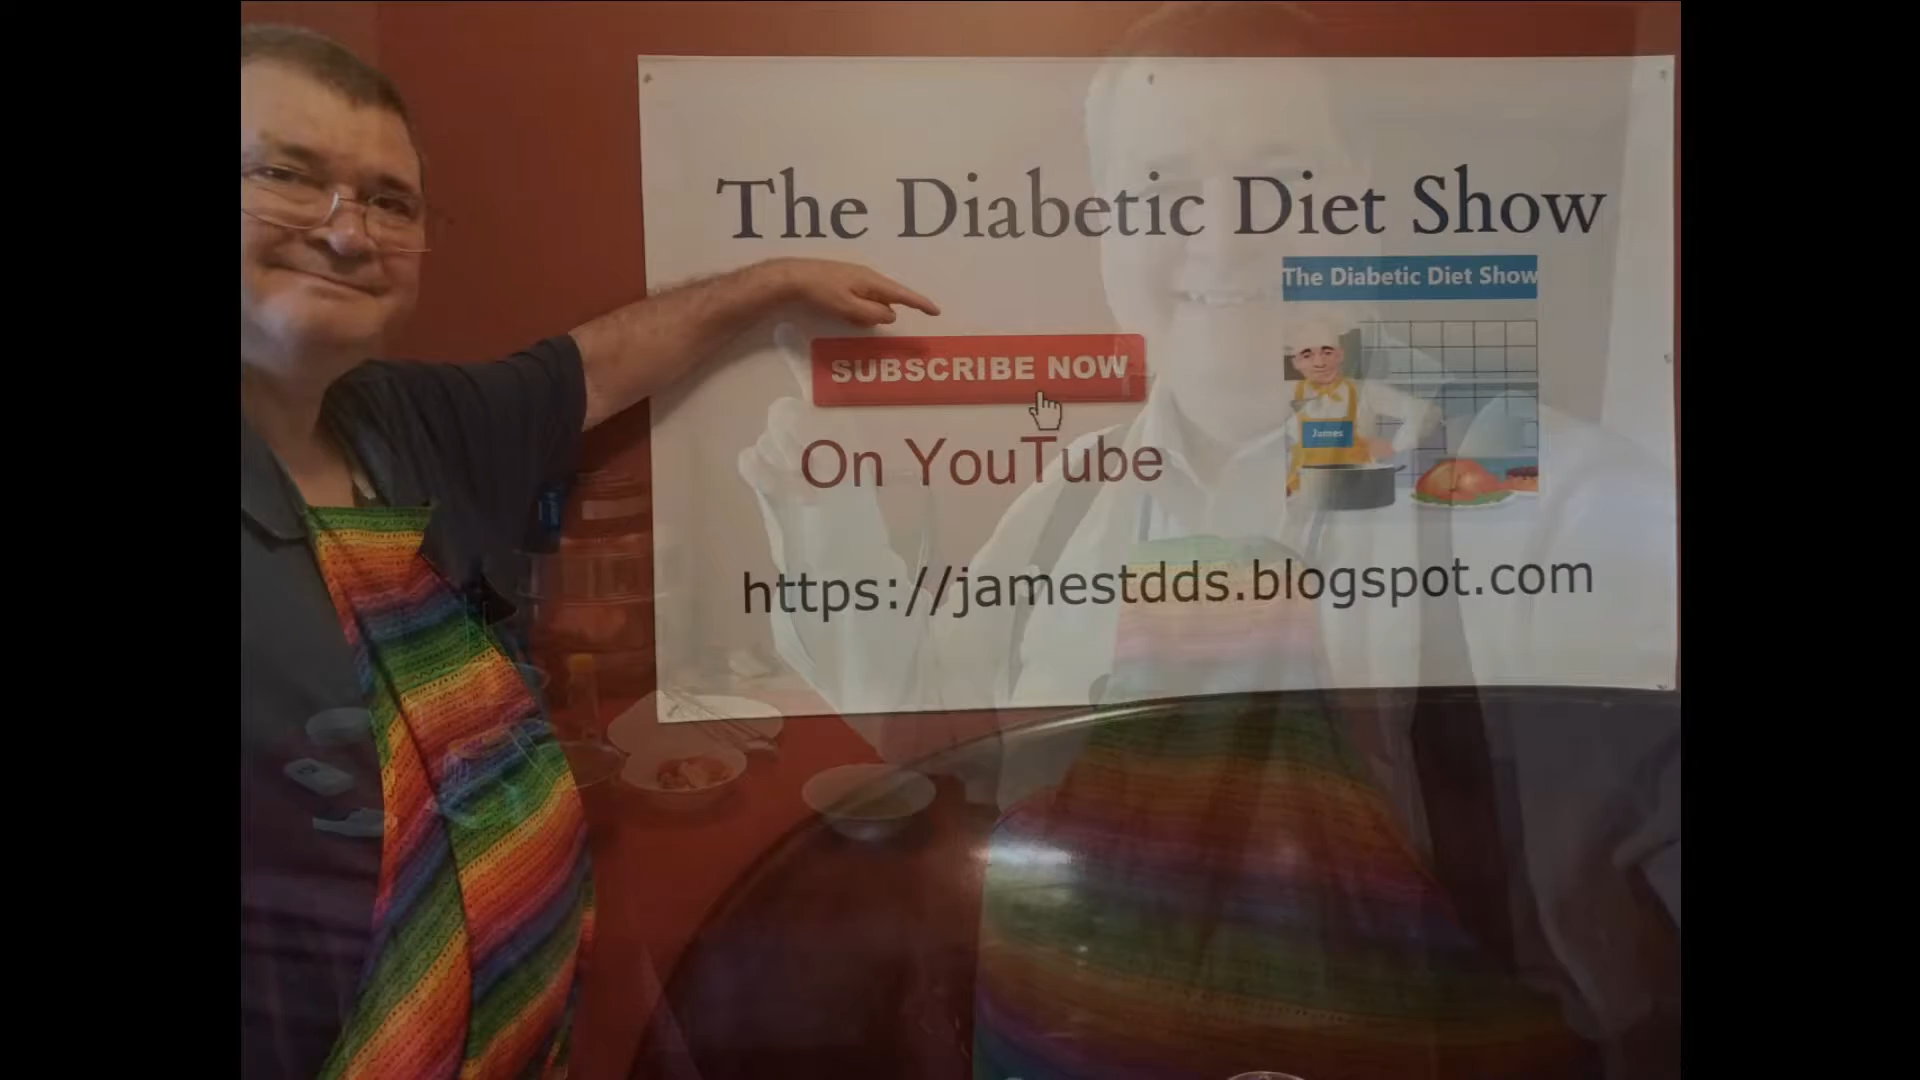 The Diabetic Diet Show
The Diabetic Diet Show
SUBSCRIBE NOW
James
On YouTube
https://jamestdds.blogspot.com